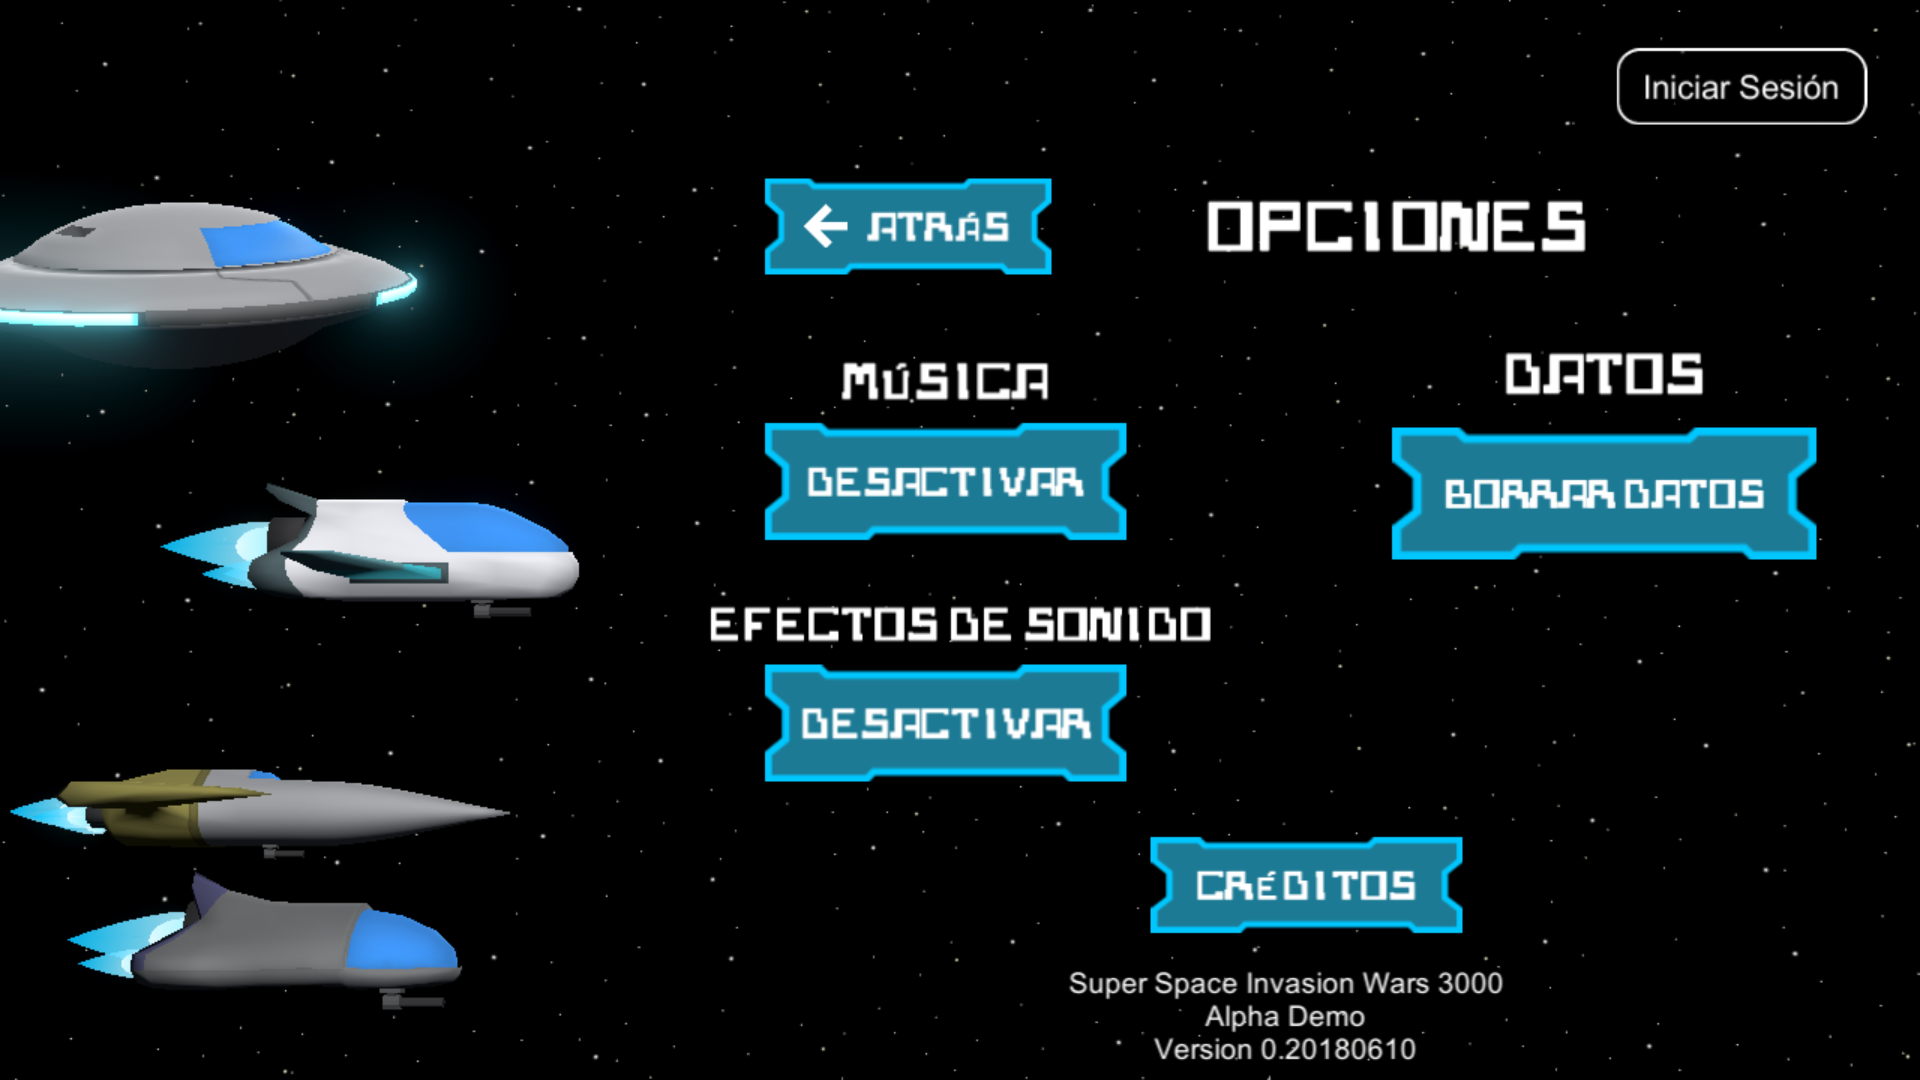 Iniciar Sesión
ATRÁS
OPCIONES
MÚSICA
DATOS
DESACTIVAR
BORRAR DATOS
EFECTOS DE SONIDO
DESACTIVAR
CRÉDITOS
Super Space Invasion Wars 3000
Alpha Demo
Version 0.20180610